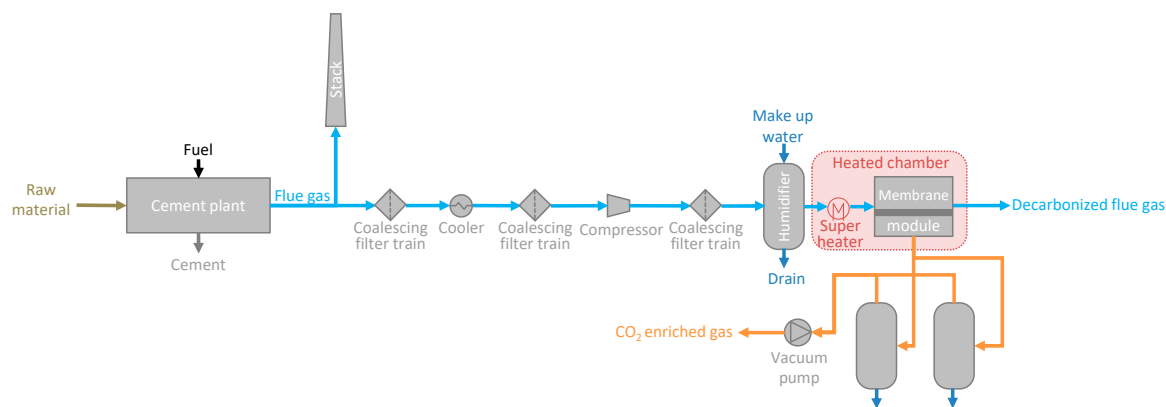 Stack
Make up
water
Fuel
Heated chamber
Raw
material
Cement plant
Flue gas
Membrane
module
Humidifier
Decarbonized flue gas
Coalescing
filter train
Cooler
Coalescing
filter train
Compressor
Coalescing
filter train
M
Super
heater
Cement
Drain
CO₂ enriched gas
Vacuum
pump